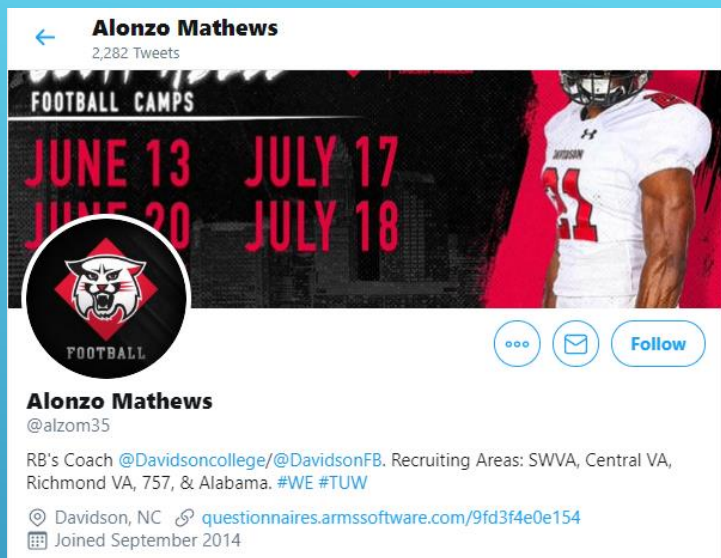 Alonzo Mathews
2,282 Tweets
FOOTBALL CAMPS
JUNE 13 JULY 17
JUNE 20 JULY 18
DAVIDSON
21
FOOTBALL
Follow
Alonzo Mathews
@alzom35
RB's Coach @Davidsoncollege/@DavidsonFB. Recruiting Areas: SWVA, Central VA,
Richmond VA, 757, & Alabama. #WE #TUW
Davidson, NC questionnaires.armssoftware.com/9fd3f4e0e154
Joined September 2014